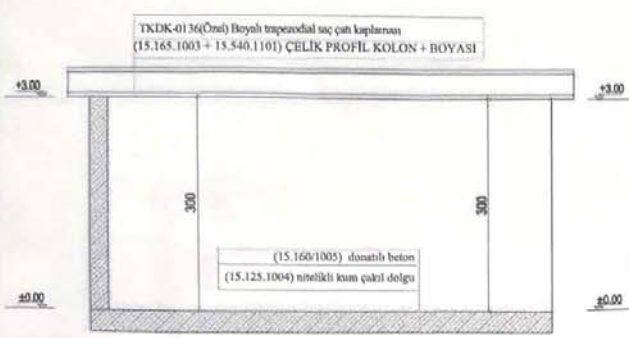 TKDK-0136(Özel) Boyalı trapezodial saç çatı kaplaması
(15.165.1003 + 15.540.1101) ÇELİK PROFİL KOLON + BOYASI
+3.00
+3.00
300
300
(15.160/1005) donatılı beton
(15.125.1004) nitelikli kum çakıl dolgu
±0.00
±0.00